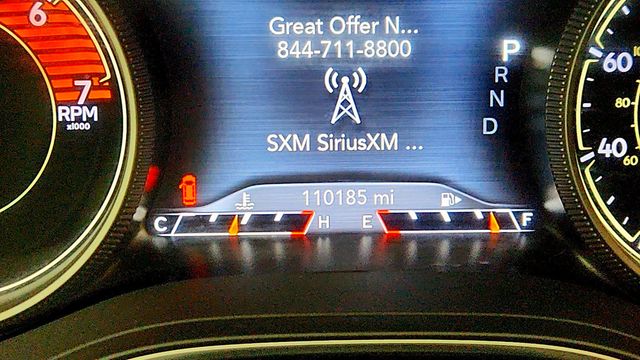 6
7
RPM
x1000
Great Offer N...
844-711-8800
SXM SiriusXM ...
P
R
N
D
110185 mi
C
H
E
F
60
80
40
60